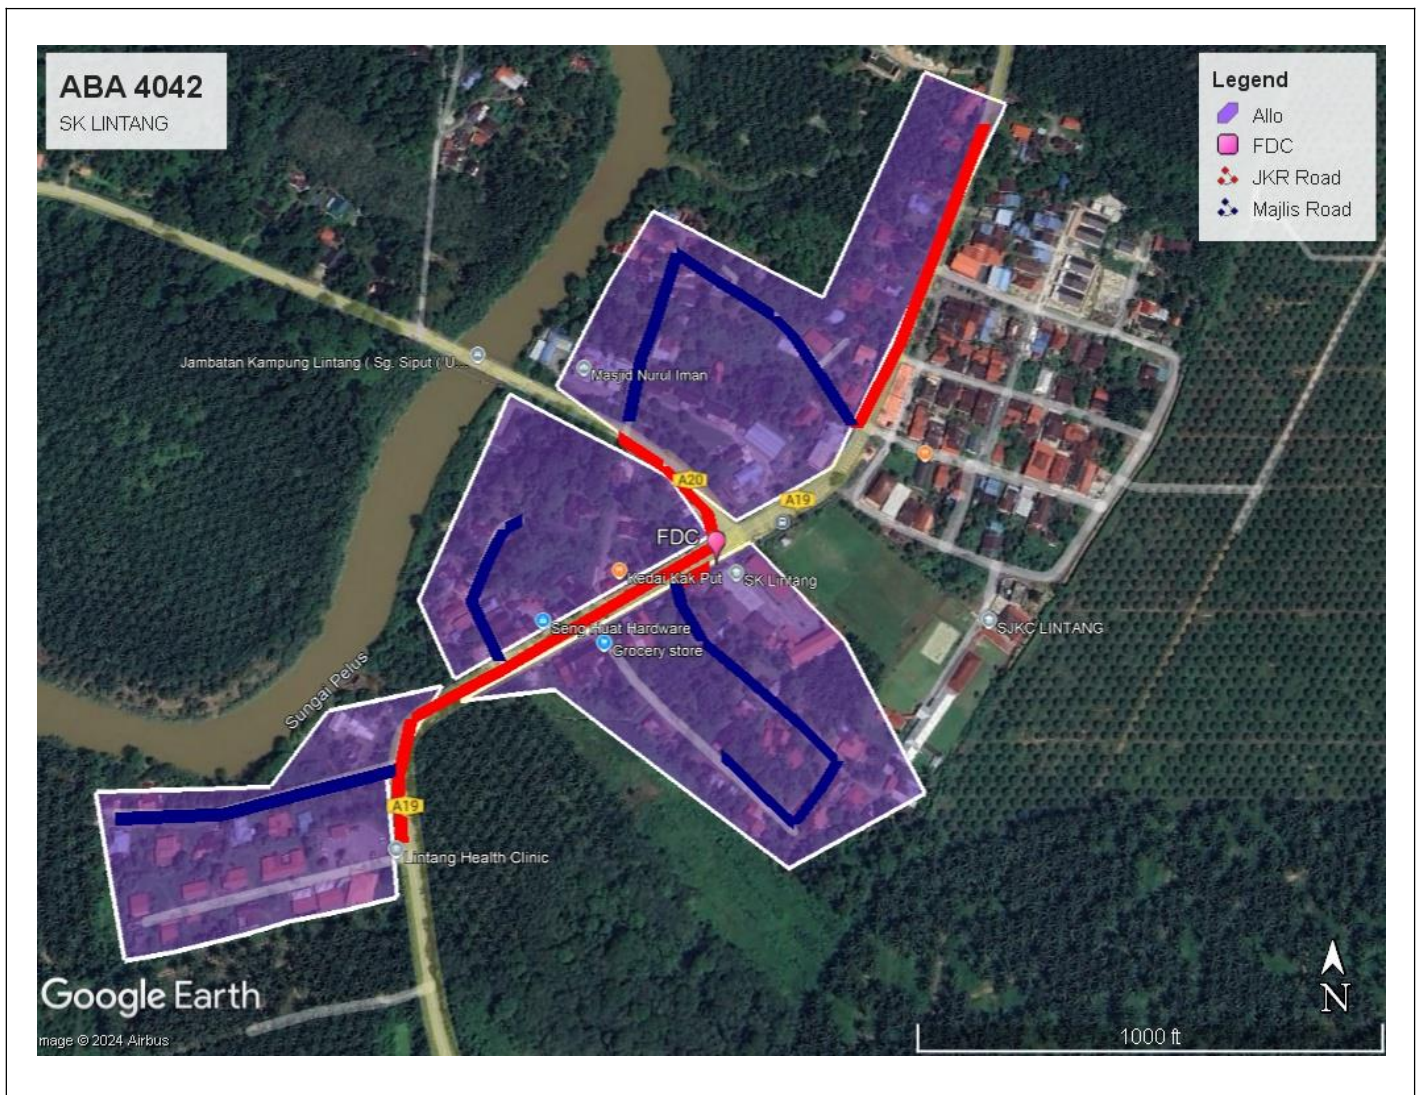 ABA 4042
SK LINTANG
Legend
Allo
FDC
JKR Road
Majlis Road
Jambatan Kampung Lintang ( Sg. Siput ( U...
Masjid Nurul Iman
A20
A19
FDC
Kedai Kak Put
SK Lintang
Seng Huat Hardware
Grocery store
SJKC LINTANG
Sungai Pelus
A19
Lintang Health Clinic
Google Earth
mage © 2024 Airbus
N
1000 ft